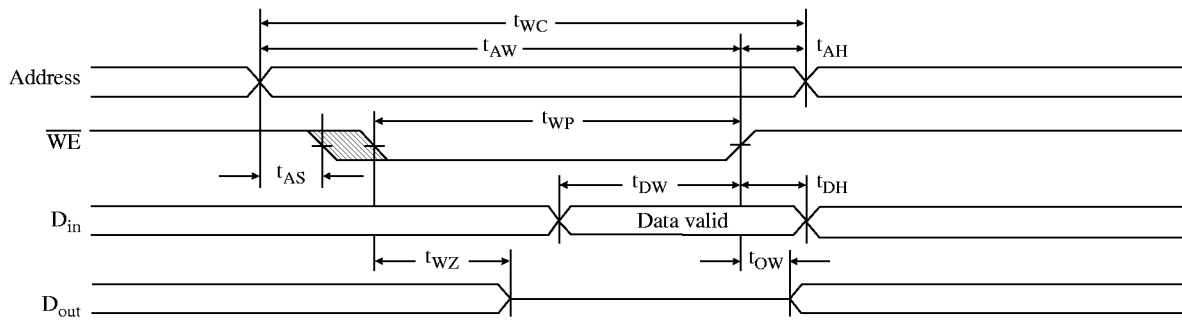 tWC
tAW
tAH
Address
tWP
WE
tAS
tDW
tDH
Din
Data valid
tWZ
tOW
Dout